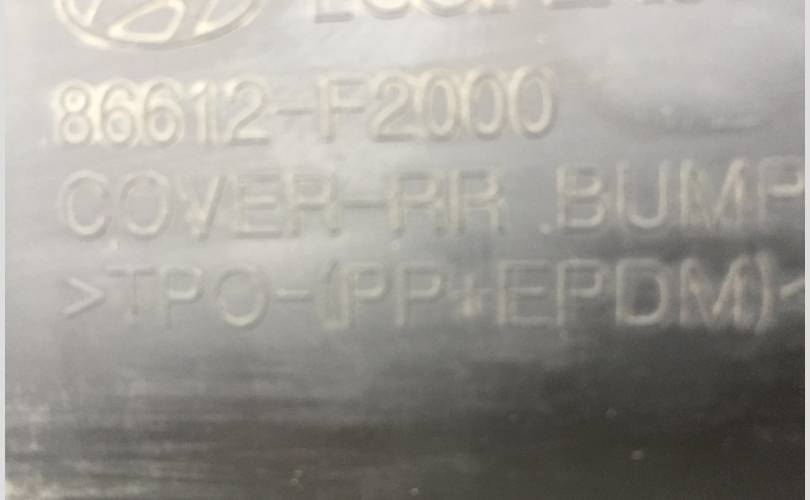 86612-F2000
COVER-RR BUMP
>TPO-(PP+EPDM)<